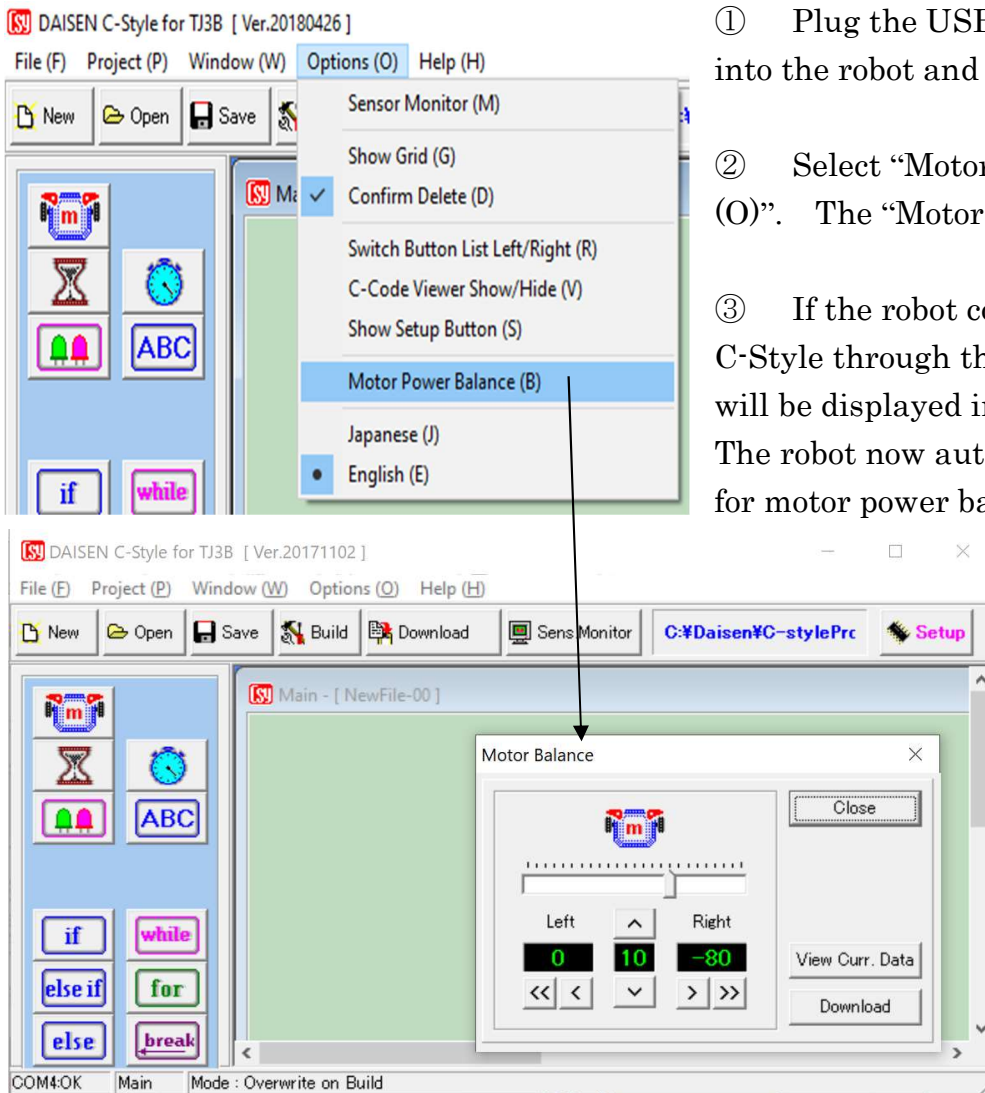 DAISEN C-Style for TJ3B [ Ver.20180426 ]
File (F) Project (P) Window (W) Options (O) Help (H)
New Open Save
Sensor Monitor (M)
Show Grid (G)
Confirm Delete (D)
Switch Button List Left/Right (R)
C-Code Viewer Show/Hide (V)
Show Setup Button (S)
Motor Power Balance (B)
Japanese (J)
English (E)
m
ABC
if while
① Plug the USB
into the robot and
② Select “Motor
(O)”. The “Motor
③ If the robot
C-Style through
will be displayed
The robot now
for motor power
DAISEN C-Style for TJ3B [ Ver.20171102 ]
File (F) Project (P) Window (W) Options (O) Help (H)
New Open Save Build Download Sens Monitor C:¥Daisen¥C-stylePrc Setup
Main - [ NewFile-00 ]
m
ABC
if while
else if for
else break
Motor Balance
Close
m
Left Right
0 10 -80
<< < > >>
View Curr. Data
Download
COM4:OK Main Mode : Overwrite on Build